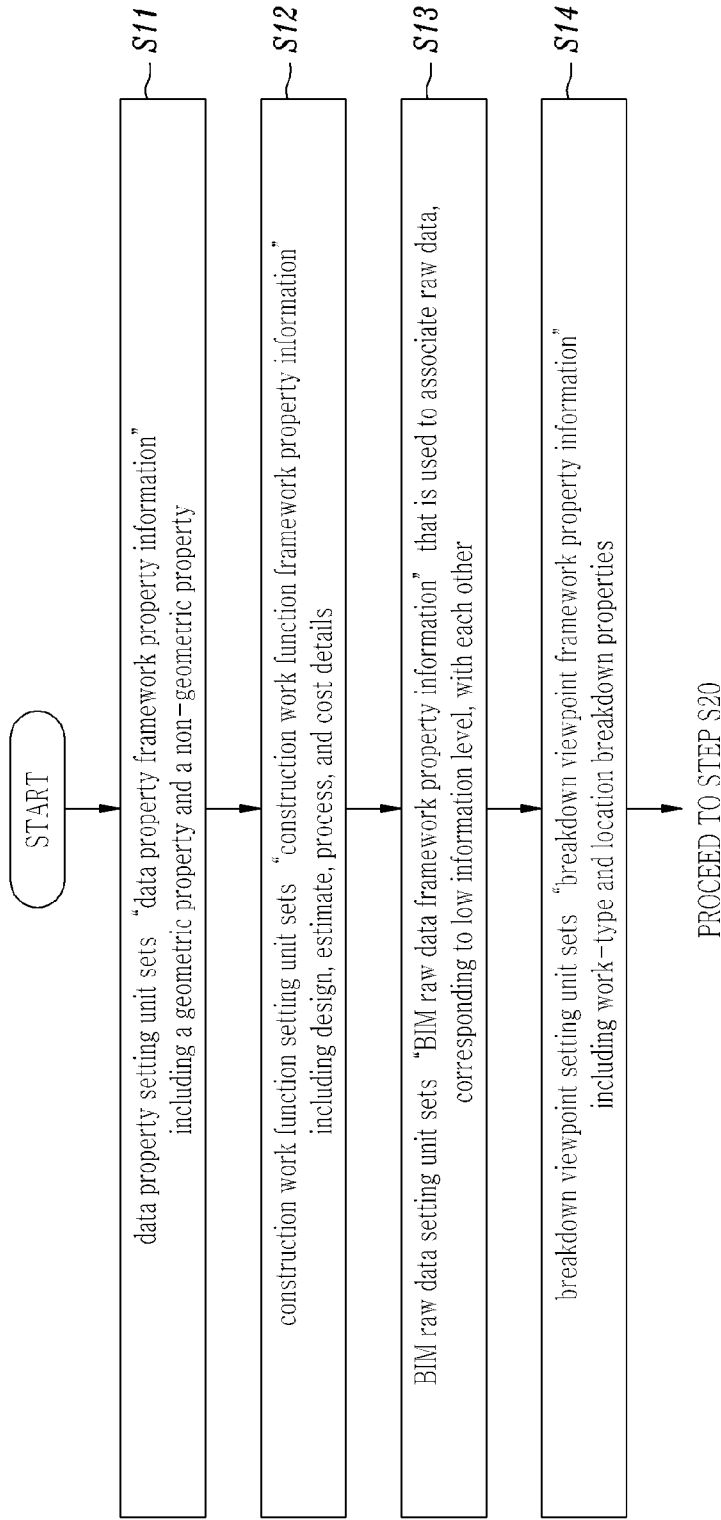 START
data property setting unit sets “data property framework property information”
including a geometric property and a non-geometric property
S11
construction work function setting unit sets “construction work function framework property information”
including design, estimate, process, and cost details
S12
BIM raw data setting unit sets “BIM raw data framework property information” that is used to associate raw data,
corresponding to low information level, with each other
S13
breakdown viewpoint setting unit sets “breakdown viewpoint framework property information”
including work-type and location breakdown properties
S14
PROCEED TO STEP S20